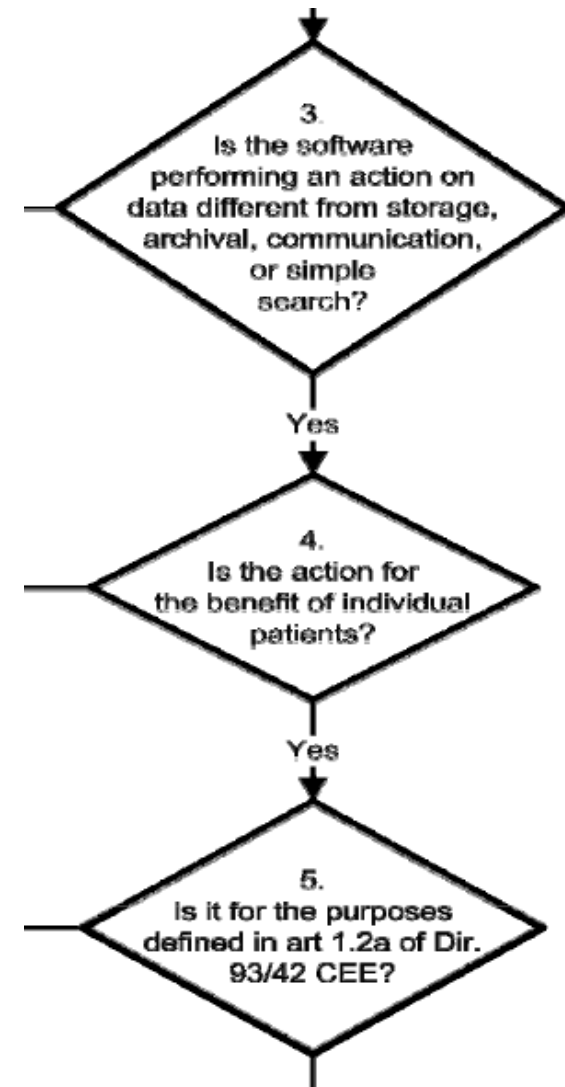 3.
Is the software
performing an action on
data different from storage,
archival, communication,
or simple
search?
Yes
4.
Is the action for
the benefit of individual
patients?
Yes
5.
Is it for the purposes
defined in art 1.2a of Dir.
93/42 CEE?